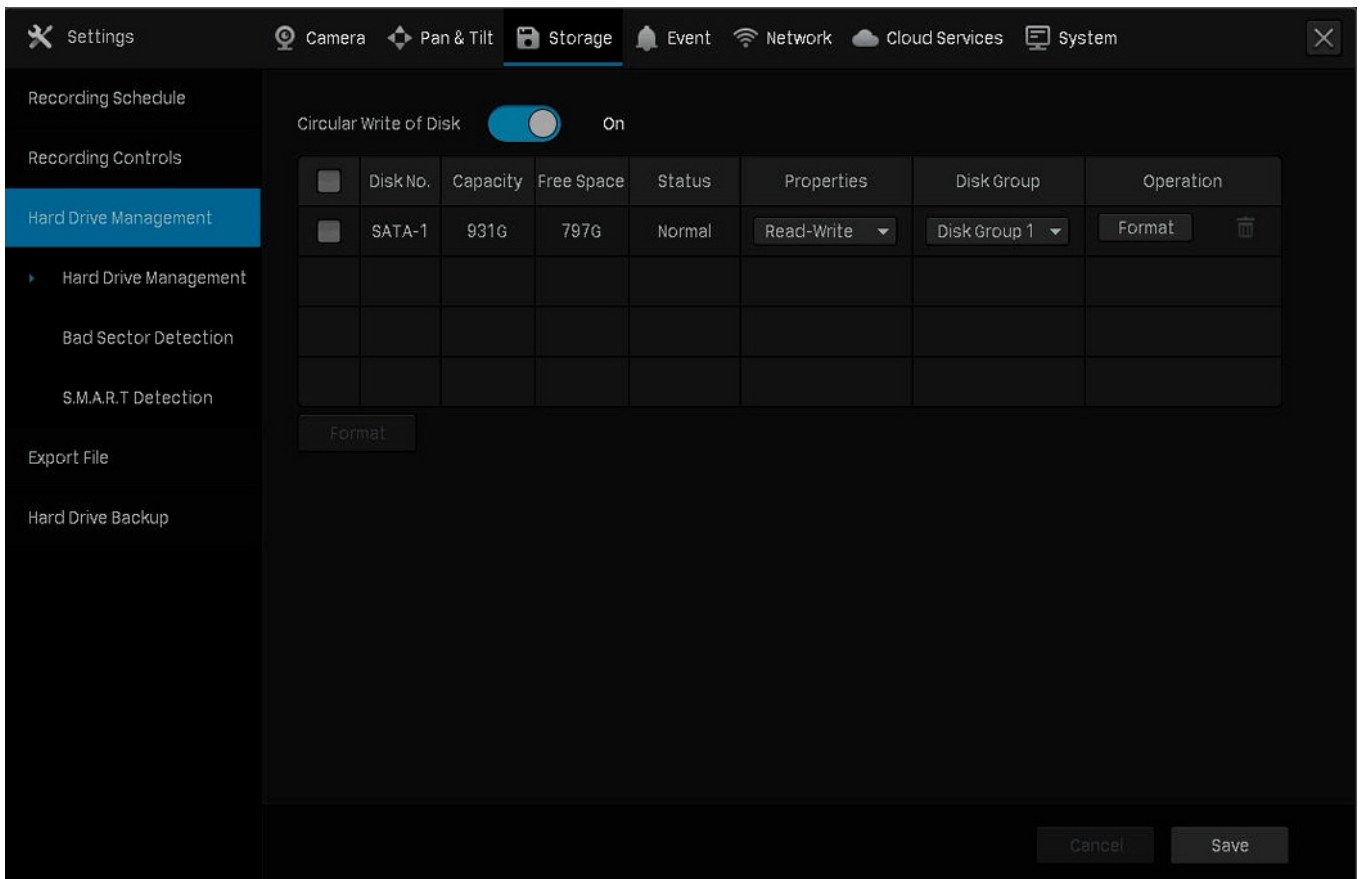 Settings Camera Pan & Tilt Storage Event Network Cloud Services System
Recording Schedule
Recording Controls
Hard Drive Management
Hard Drive Management
Bad Sector Detection
S.M.A.R.T Detection
Export File
Hard Drive Backup
Circular Write of Disk On
Disk No. Capacity Free Space Status Properties Disk Group Operation
SATA-1 931G 797G Normal Read-Write Disk Group 1 Format
Format
Cancel Save